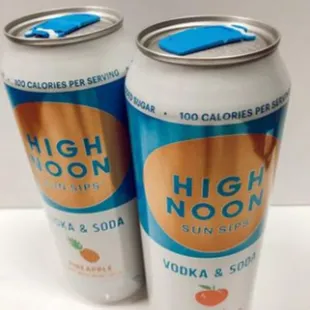 100 CALORIES PER SERVING
HIGH
NOON
SUN SIPS
VODKA & SODA
PINEAPPLE
SUGAR · 100 CALORIES PER SERVING
HIGH
NOON
SUN SIPS
VODKA & SODA